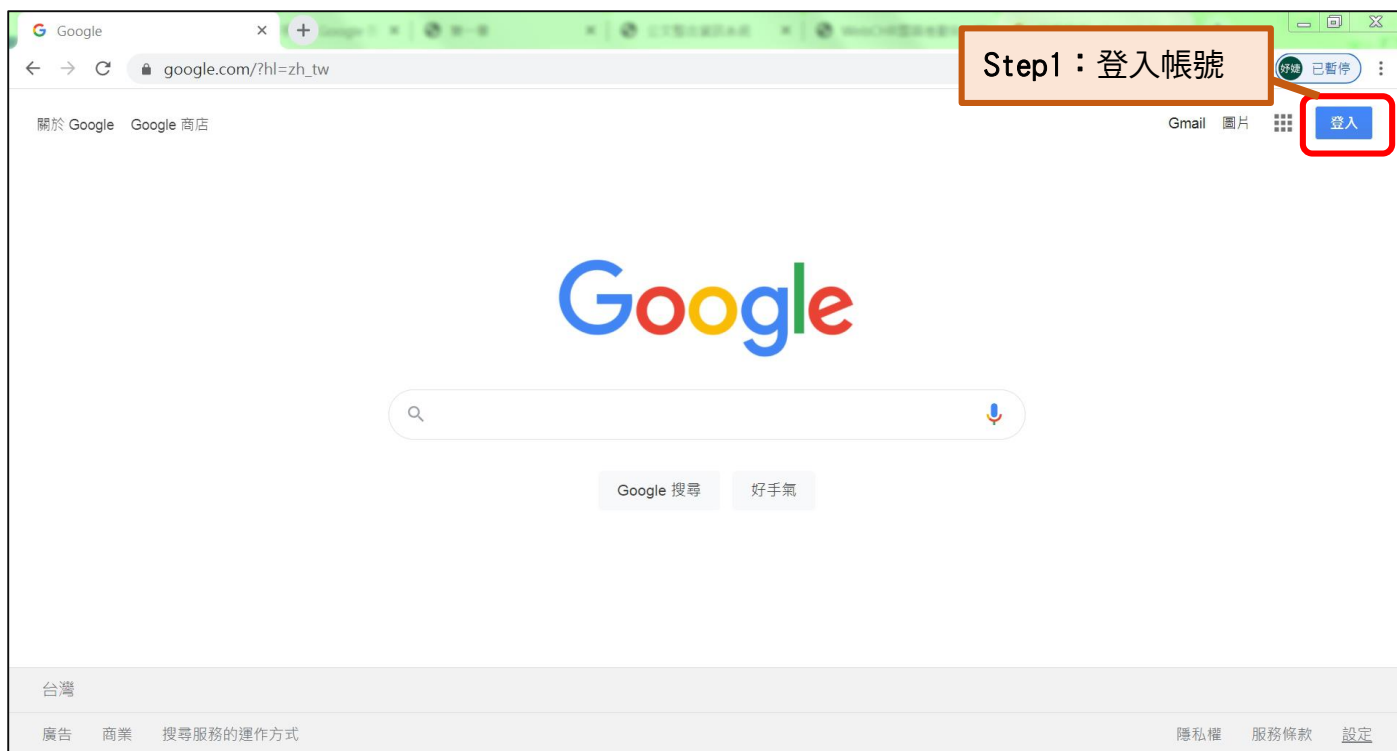 Google
Step1：登入帳號
google.com/?hl=zh_tw
妤婕 已暫停
關於 Google Google 商店
Gmail 圖片 登入
Google
Google 搜尋 好手氣
台灣
廣告 商業 搜尋服務的運作方式
隱私權 服務條款 設定